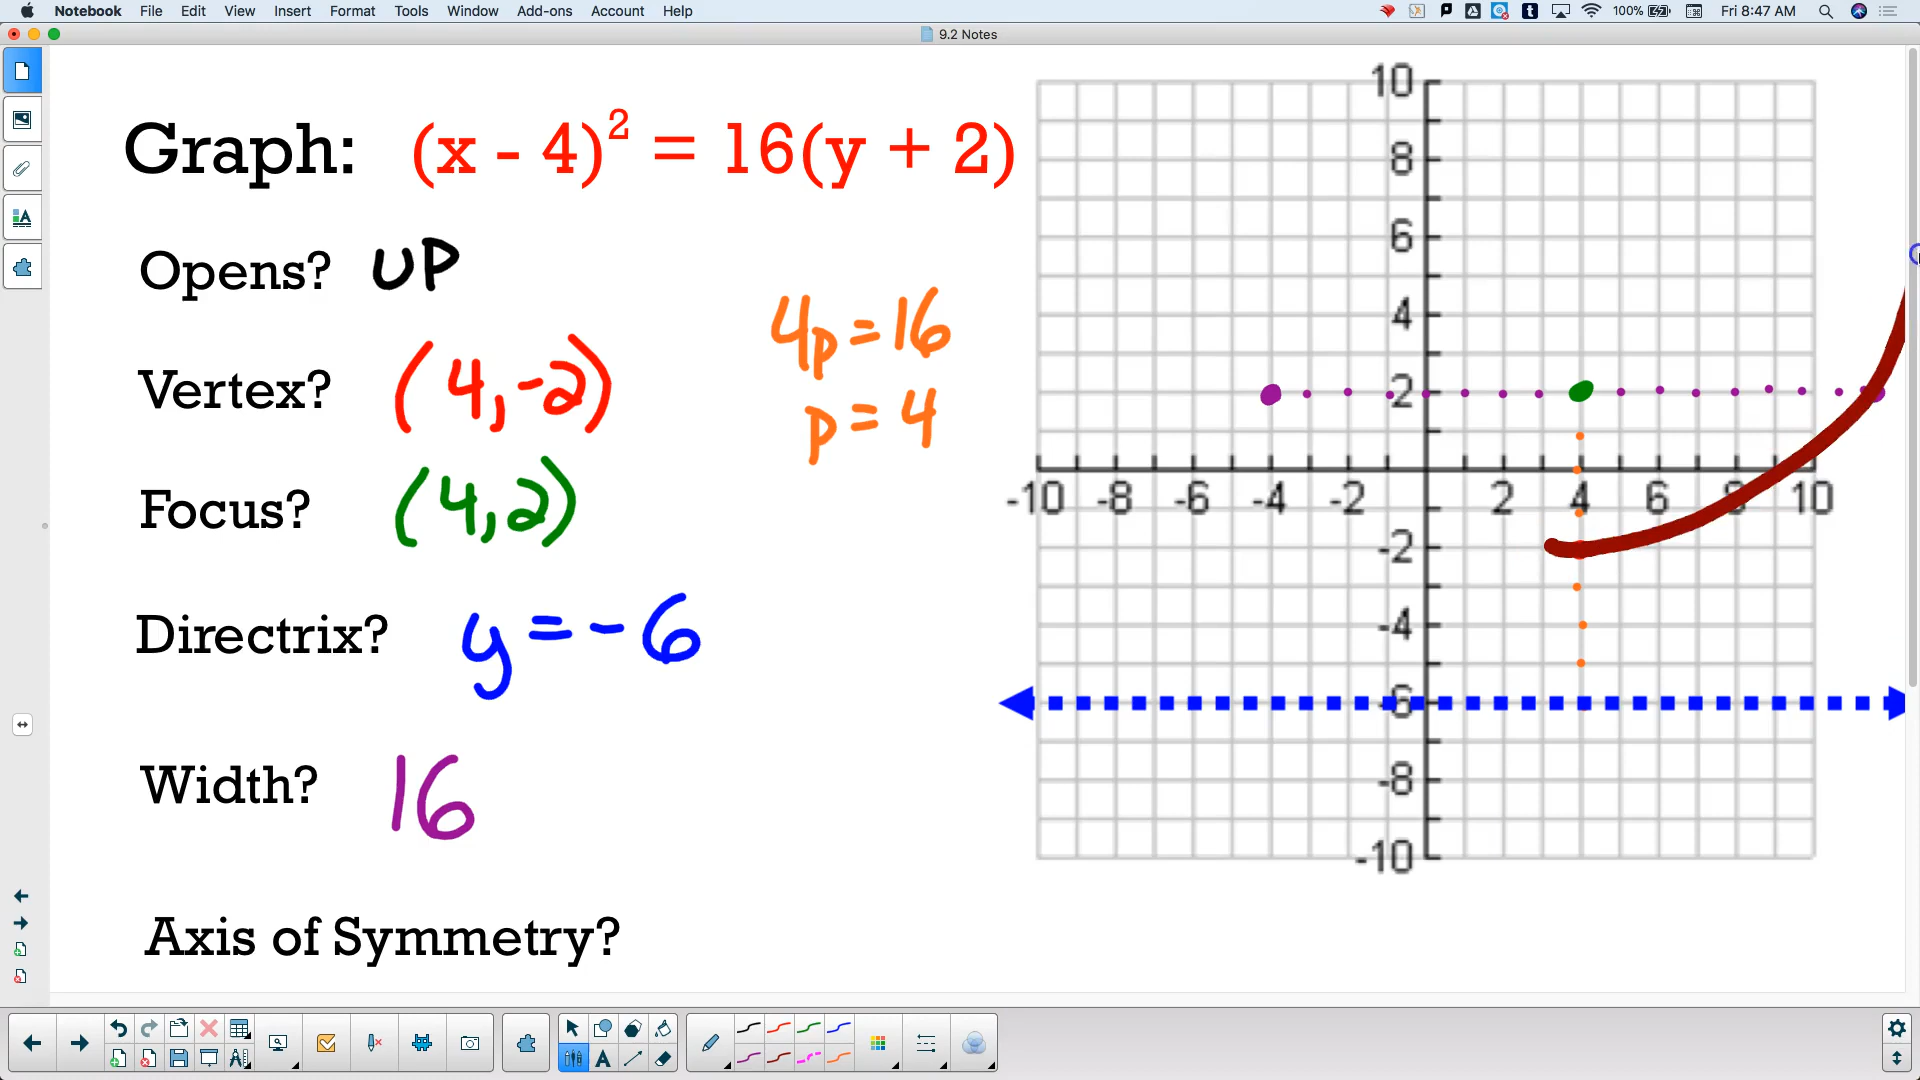 Notebook File Edit View Insert Format Tools Window Add-ons Account Help 100% Fri 8:47 AM
9.2 Notes
Graph: (x - 4)² = 16(y + 2)
Opens? UP
4p = 16
Vertex? (4, -2)
p = 4
Focus? (4, 2)
Directrix? y = -6
Width? 16
Axis of Symmetry?
10
8
6
4
2
-10 -8 -6 -4 -2 2 4 6 8 10
-2
-4
-6
-8
-10